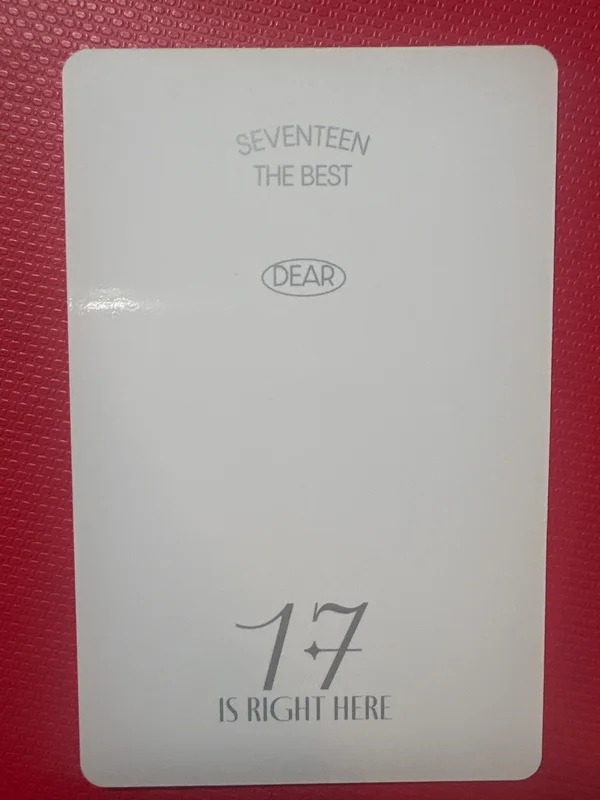 SEVENTEEN
THE BEST
DEAR
17
IS RIGHT HERE